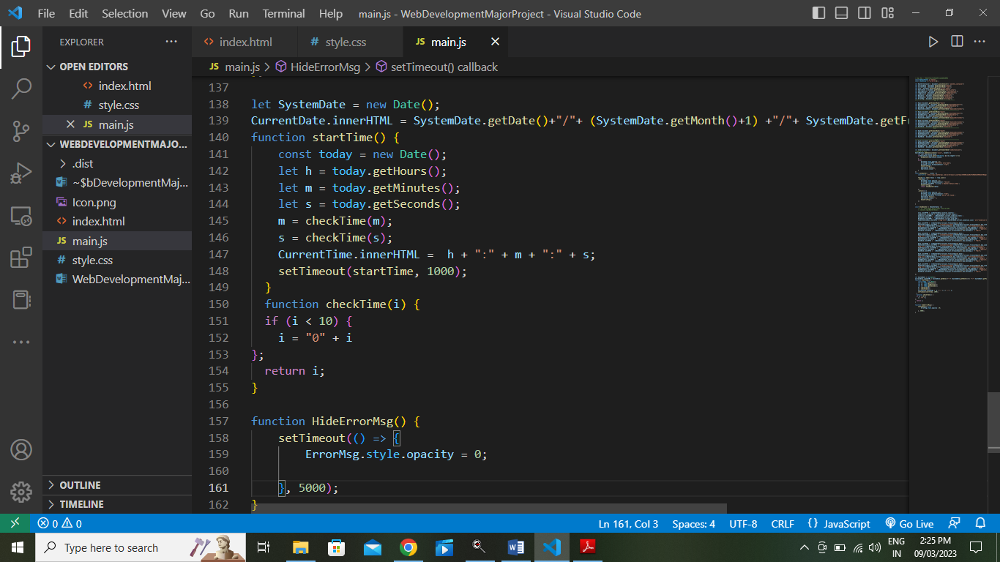 File Edit Selection View Go Run Terminal Help main.js - WebDevelopmentMajorProject - Visual Studio Code
EXPLORER
OPEN EDITORS
index.html
style.css
JS main.js
WEBDEVELOPMENTMAJO...
.dist
~$bDevelopmentMaj...
Icon.png
index.html
JS main.js
# style.css
WebDevelopmentMaj...
OUTLINE
TIMELINE
<> index.html # style.css JS main.js
JS main.js > HideErrorMsg > setTimeout() callback
137
138 let SystemDate = new Date();
139 CurrentDate.innerHTML = SystemDate.getDate()+"/"+ (SystemDate.getMonth()+1) +"/"+ SystemDate.getFu
140 function startTime() {
141     const today = new Date();
142     let h = today.getHours();
143     let m = today.getMinutes();
144     let s = today.getSeconds();
145     m = checkTime(m);
146     s = checkTime(s);
147     CurrentTime.innerHTML =  h + ":" + m + ":" + s;
148     setTimeout(startTime, 1000);
149   }
150   function checkTime(i) {
151   if (i < 10) {
152     i = "0" + i
153 };
154   return i;
155 }
156
157 function HideErrorMsg() {
158     setTimeout(() => {
159         ErrorMsg.style.opacity = 0;
160
161     }, 5000);
162 }
0 0 Ln 161, Col 3 Spaces: 4 UTF-8 CRLF {} JavaScript Go Live
Type here to search
ENG
IN
2:25 PM
09/03/2023